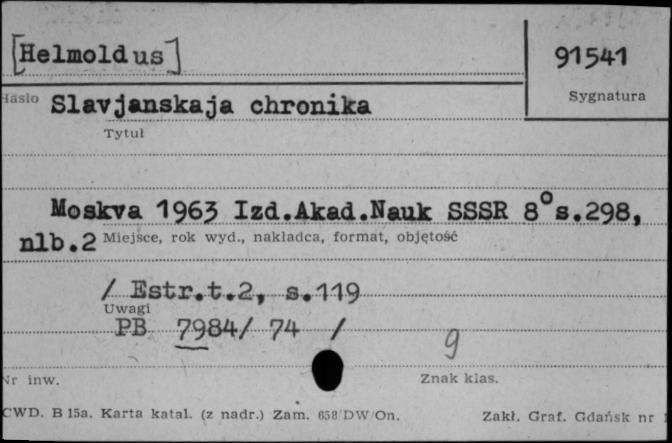 [Helmoldus]
91541
Hasło Slavjanskaja chronika
Sygnatura
Tytuł
Moskva 1963 Izd.Akad.Nauk SSSR 8° s.298,
nlb.2 Miejsce, rok wyd., nakładca, format, objętość
/ Estr.t.2, s.119
Uwagi
PB 7984/ 74 /
9
Nr inw.
Znak klas.
CWD. B 15a. Karta katal. (z nadr.) Zam. 658/DW/On.
Zakł. Graf. Gdańsk nr